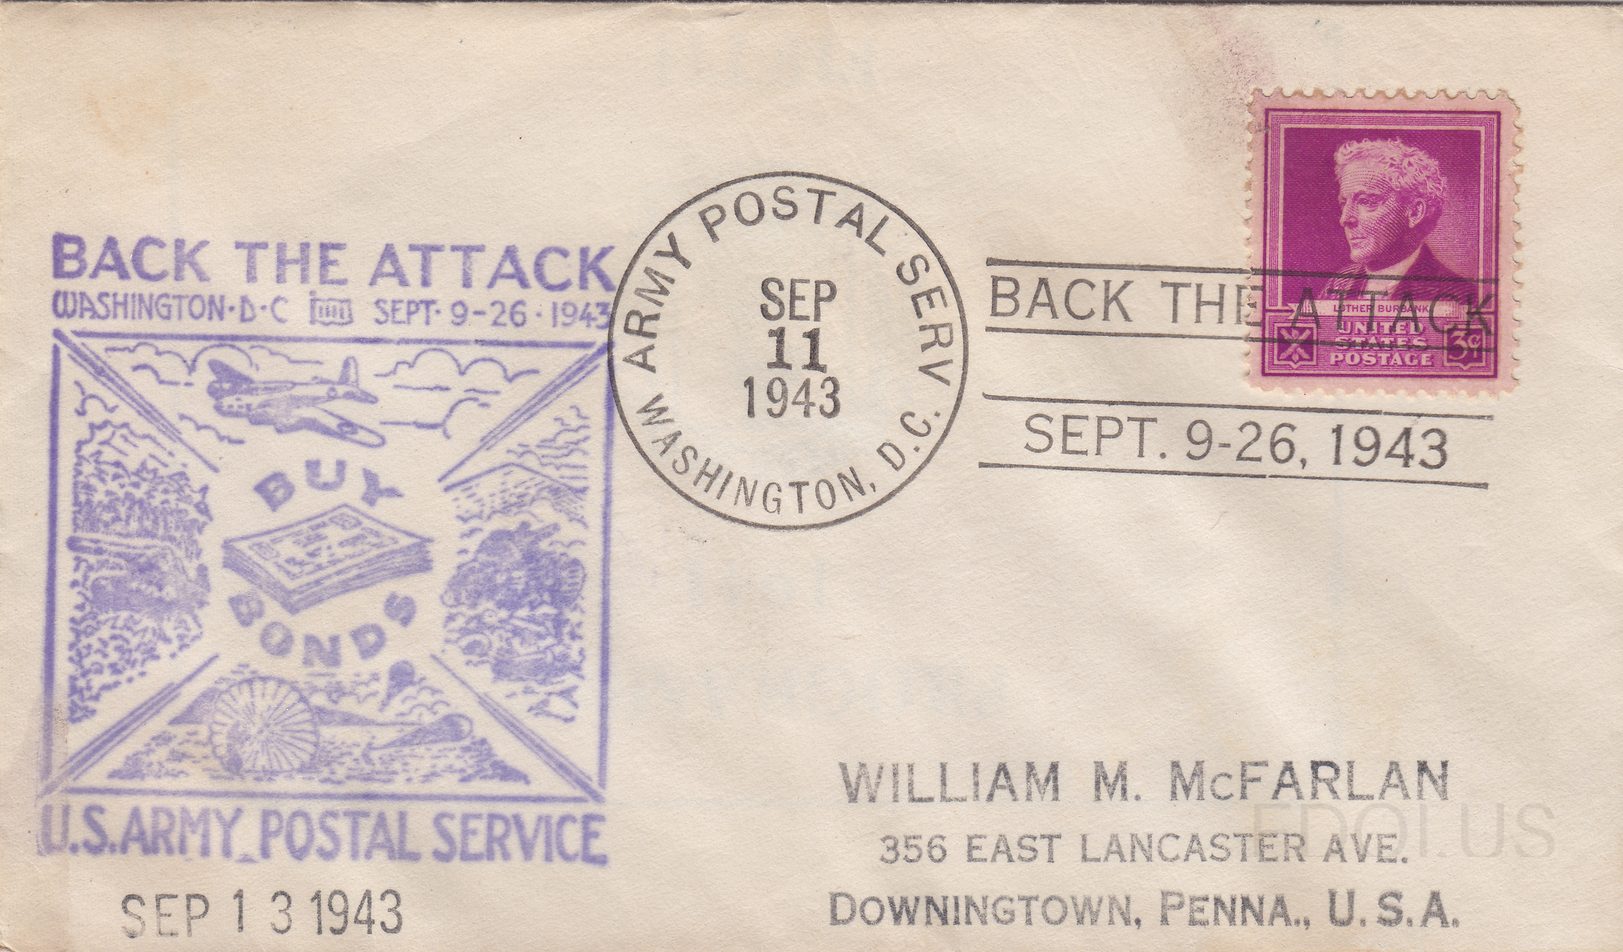 BACK THE ATTACK
WASHINGTON·D·C SEPT· 9-26 · 1943
BUY
BONDS
U.S. ARMY POSTAL SERVICE
SEP 13 1943
ARMY POSTAL SERV
SEP
11
1943
WASHINGTON, D.C.
BACK THE ATTACK
SEPT. 9-26, 1943
LUTHER BURBANK
UNITED
STATES
POSTAGE
3¢
WILLIAM M. McFARLAN
356 EAST LANCASTER AVE.
DOWNINGTOWN, PENNA., U.S.A.
EDOI.US